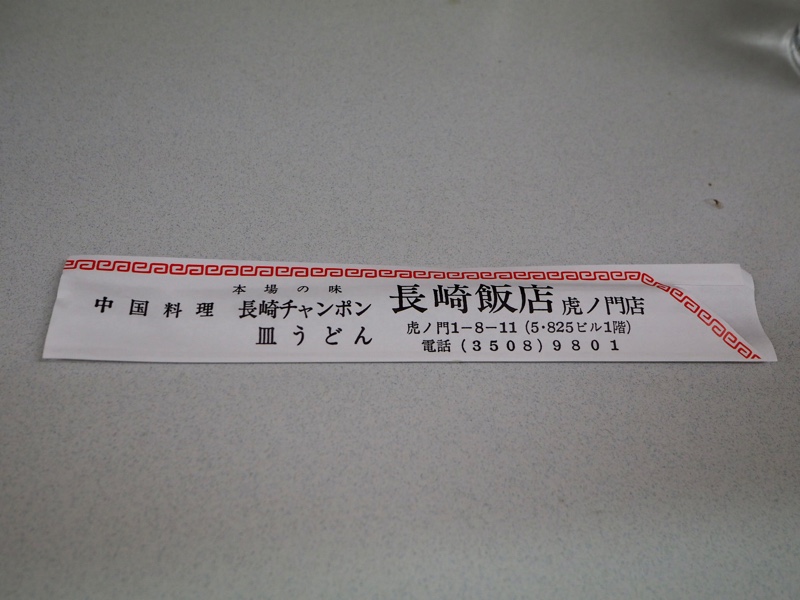 中国料理
本場の味
長崎チャンポン
皿うどん
長崎飯店 虎ノ門店
虎ノ門1−8−11 (5・825ビル1階)
電話 (3508) 9801